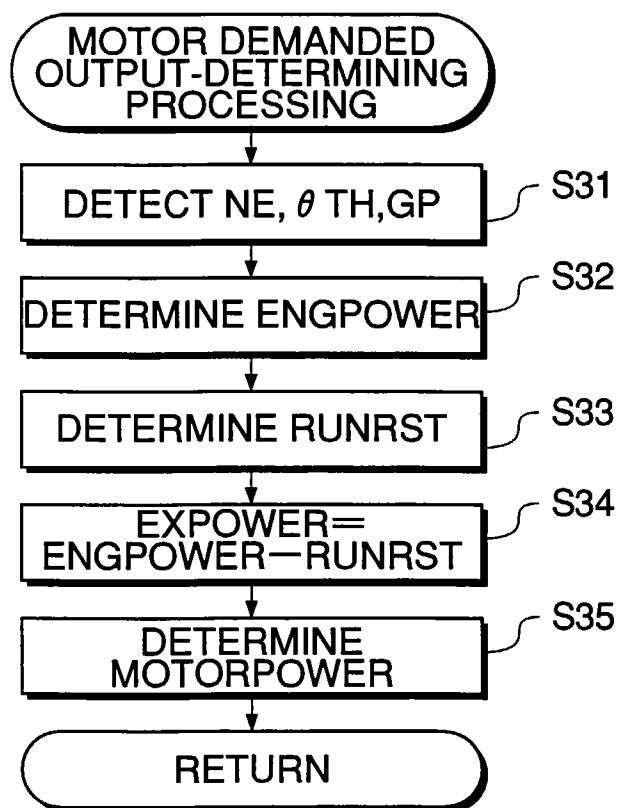 MOTOR DEMANDED
OUTPUT-DETERMINING
PROCESSING
DETECT NE, θ TH,GP
S31
DETERMINE ENGPOWER
S32
DETERMINE RUNRST
S33
EXPOWER=
ENGPOWER−RUNRST
S34
DETERMINE
MOTORPOWER
S35
RETURN